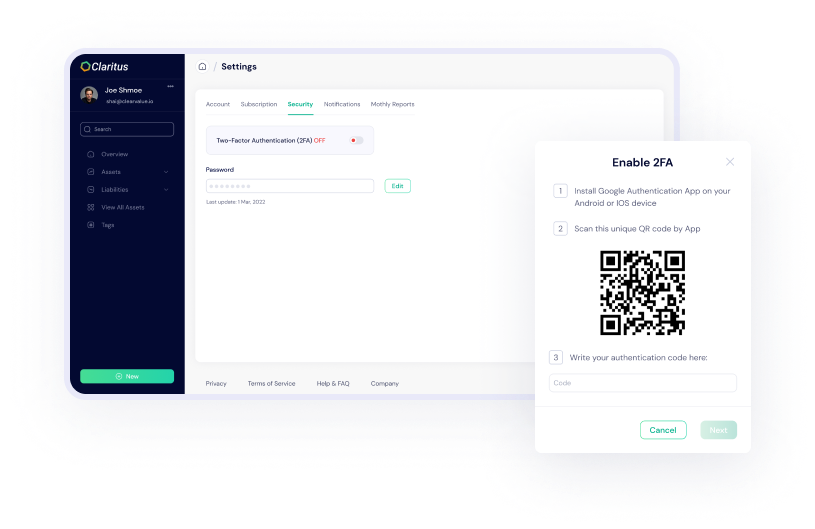 Claritus
Joe Shmoe
shai@clearvalue.io
Search
Overview
Assets
Liabilities
View All Assets
Tags
New
/ Settings
Account Subscription Security Notifications Mothly Reports
Two-Factor Authentication (2FA) OFF
Password
Edit
Last update: 1 Mar, 2022
Privacy Terms of Service Help & FAQ Company
Enable 2FA
1 Install Google Authentication App on your
Android or IOS device
2 Scan this unique QR code by App
3 Write your authentication code here:
Code
Cancel Next